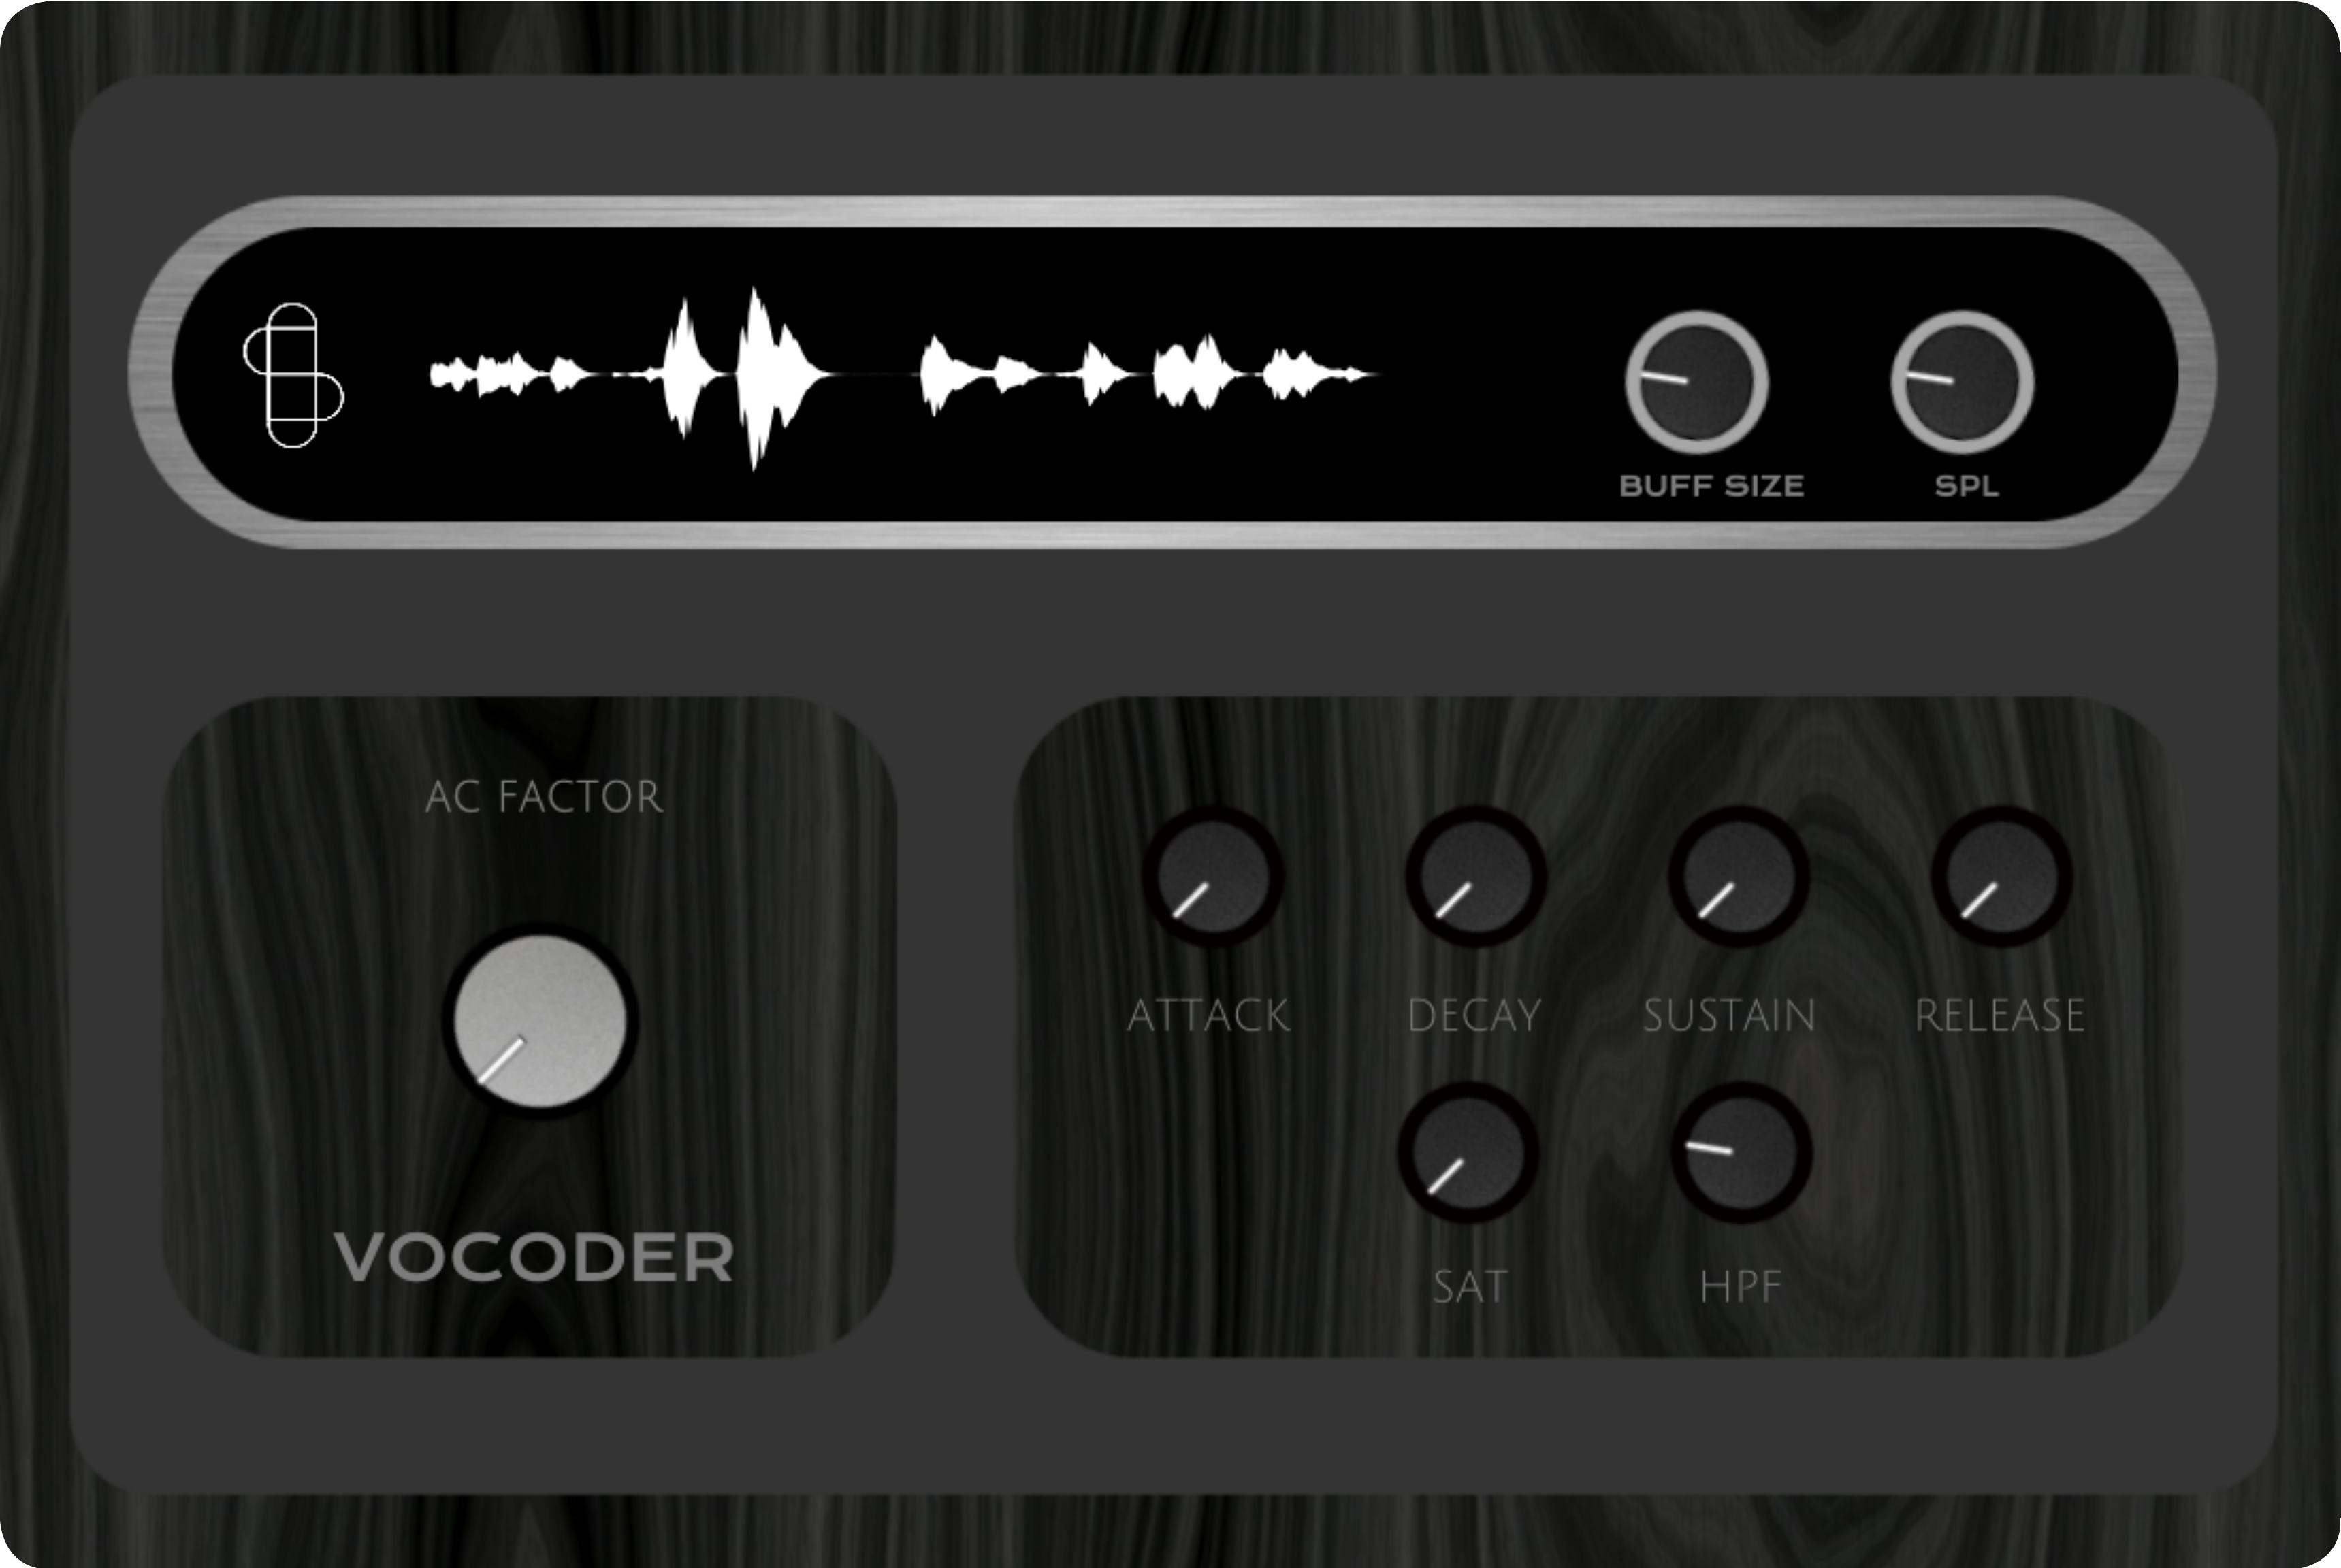 BUFF SIZE
SPL
AC FACTOR
VOCODER
ATTACK
DECAY
SUSTAIN
RELEASE
SAT
HPF